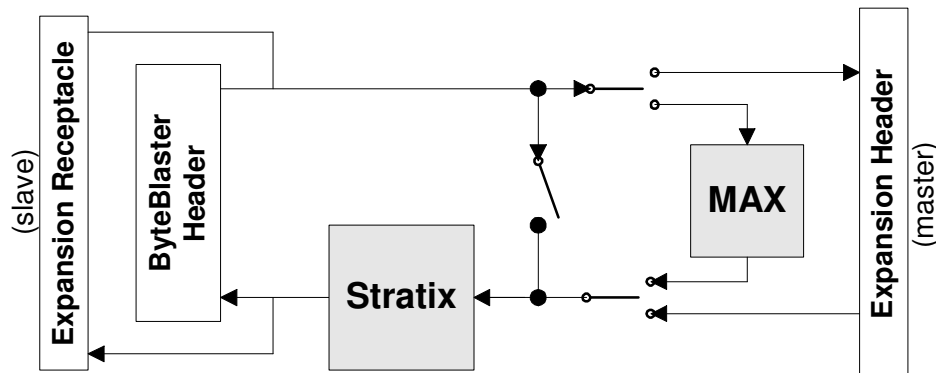 (slave)
Expansion Receptacle
ByteBlaster
Header
Stratix
MAX
Expansion Header
(master)